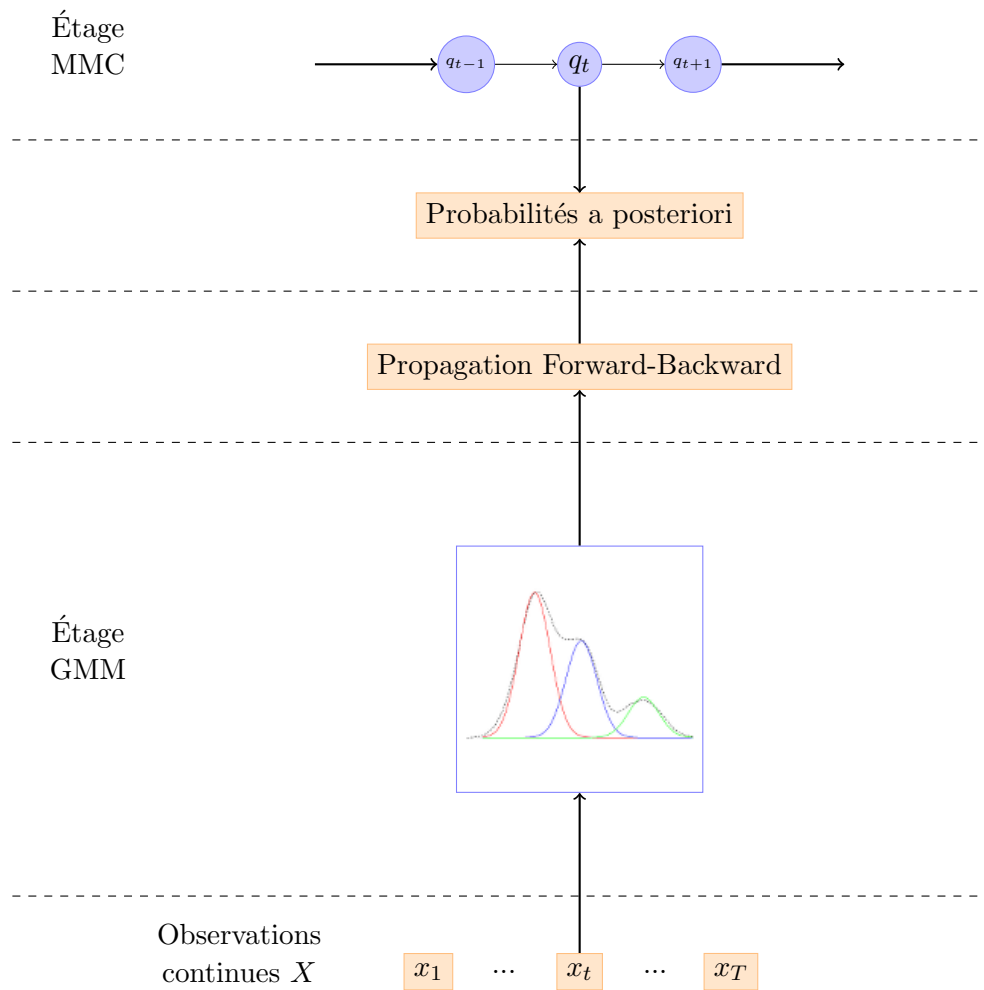 Étage
MMC
q_{t-1} q_t q_{t+1}
Probabilités a posteriori
Propagation Forward-Backward
Étage
GMM
Observations
continues X
x_1 ... x_t ... x_T